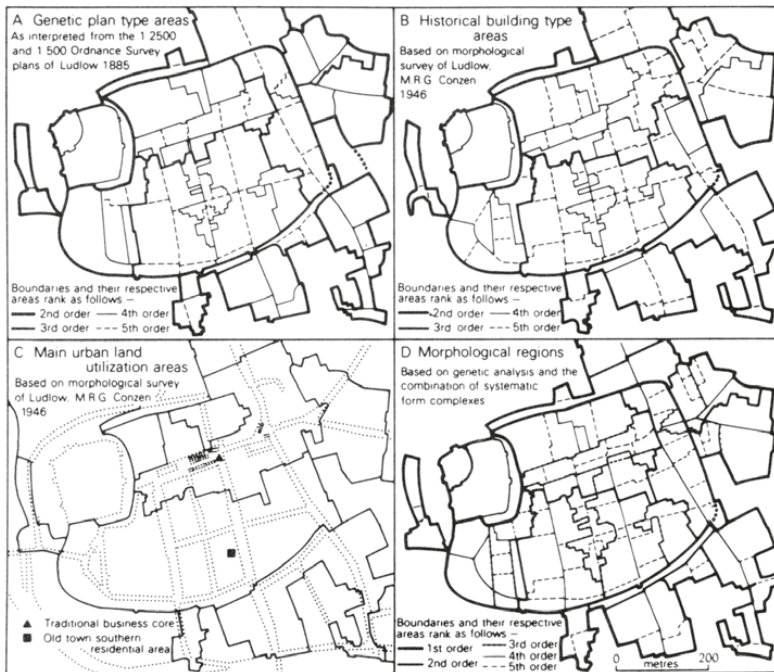 A Genetic plan type areas
As interpreted from the 1 2500
and 1 500 Ordnance Survey
plans of Ludlow 1885
Boundaries and their respective
areas rank as follows –
2nd order 4th order
3rd order 5th order
B Historical building type
areas
Based on morphological
survey of Ludlow,
M.R.G Conzen
1946
Boundaries and their respective
areas rank as follows –
2nd order 4th order
3rd order 5th order
C Main urban land
utilization areas
Based on morphological survey
of Ludlow, M. R. G Conzen
1946
▲ Traditional business core
■ Old town southern
residential area
D Morphological regions
Based on genetic analysis and the
combination of systematic
form complexes
Boundaries and their respective
areas rank as follows –
1st order 3rd order
4th order
2nd order 5th order
0 200
metres